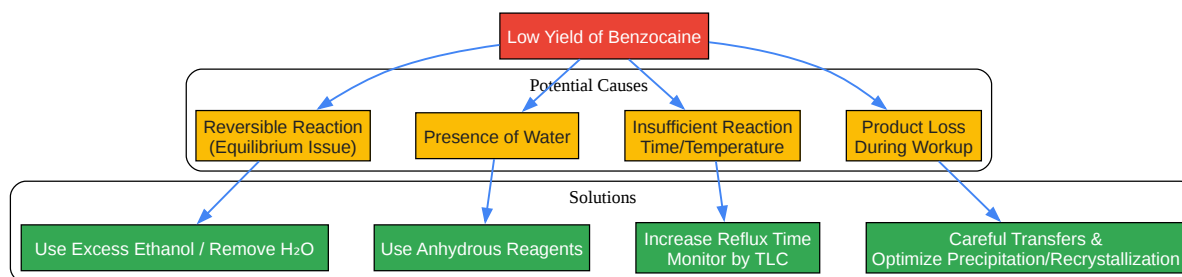 Low Yield of Benzocaine
Potential Causes
Reversible Reaction
(Equilibrium Issue)
Presence of Water
Insufficient Reaction
Time/Temperature
Product Loss
During Workup
Solutions
Use Excess Ethanol / Remove H₂O
Use Anhydrous Reagents
Increase Reflux Time
Monitor by TLC
Careful Transfers &
Optimize Precipitation/Recrystallization